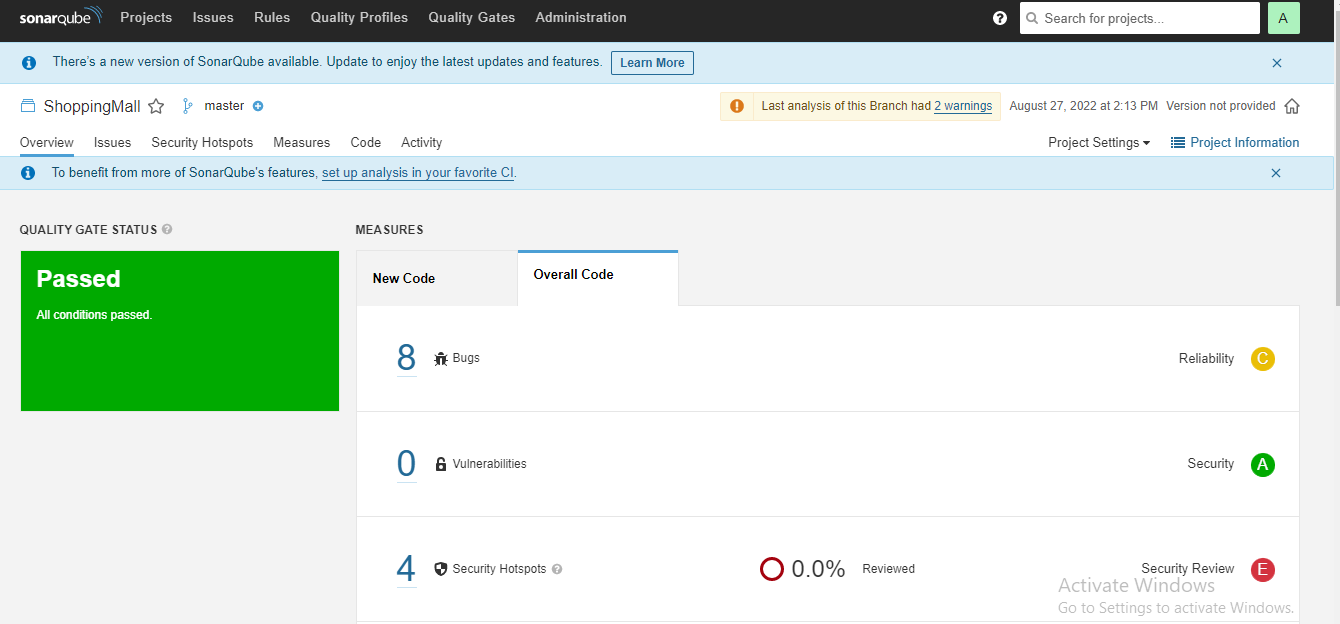 sonarqube Projects Issues Rules Quality Profiles Quality Gates Administration ? Search for projects... A
There's a new version of SonarQube available. Update to enjoy the latest updates and features. Learn More
ShoppingMall master Last analysis of this Branch had 2 warnings August 27, 2022 at 2:13 PM Version not provided
Overview Issues Security Hotspots Measures Code Activity Project Settings Project Information
To benefit from more of SonarQube's features, set up analysis in your favorite CI.
QUALITY GATE STATUS ? MEASURES
Passed
All conditions passed.
New Code Overall Code
8 Bugs Reliability C
0 Vulnerabilities Security A
4 Security Hotspots ? 0.0% Reviewed Security Review E
Activate Windows
Go to Settings to activate Windows.